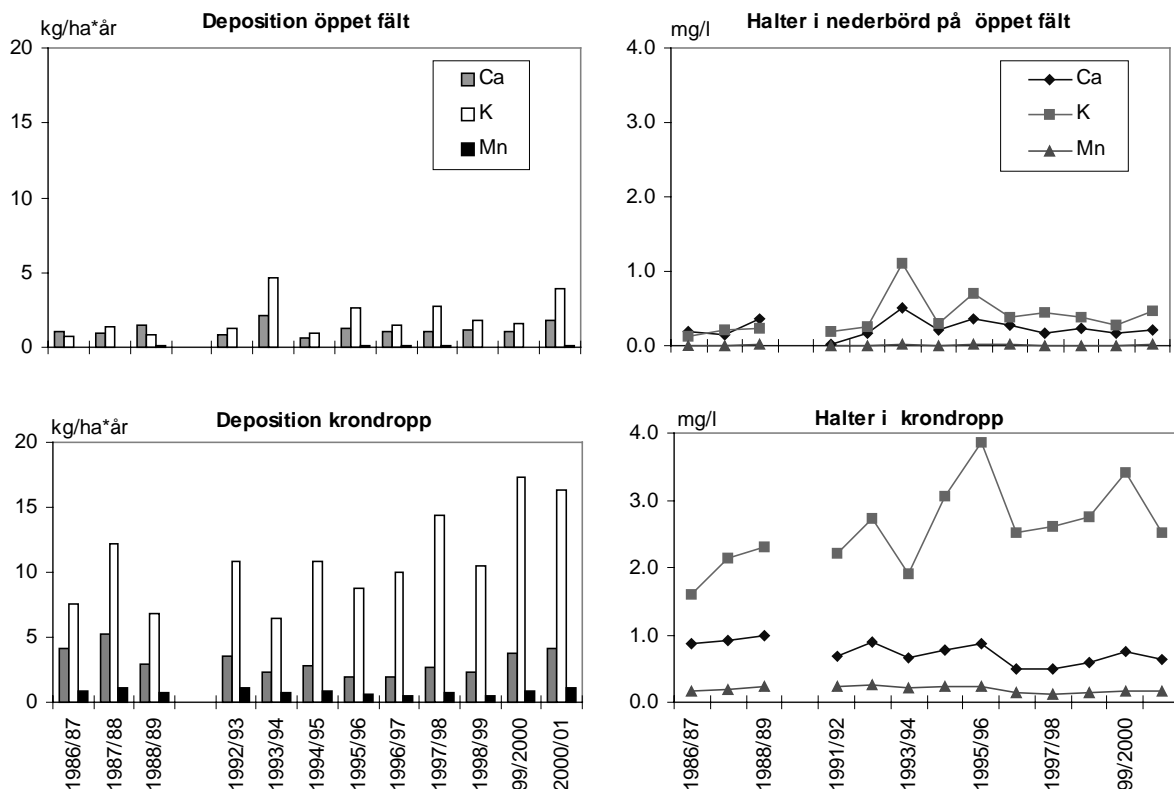 Deposition öppet fält
kg/ha*år
20
15
10
5
0
Ca
K
Mn
Halter i nederbörd på öppet fält
mg/l
4.0
3.0
2.0
1.0
0.0
Ca
K
Mn
Deposition krondropp
kg/ha*år
20
15
10
5
0
1986/87
1987/88
1988/89
1992/93
1993/94
1994/95
1995/96
1996/97
1997/98
1998/99
99/2000
2000/01
Halter i krondropp
mg/l
4.0
3.0
2.0
1.0
0.0
1986/87
1988/89
1991/92
1993/94
1995/96
1997/98
99/2000